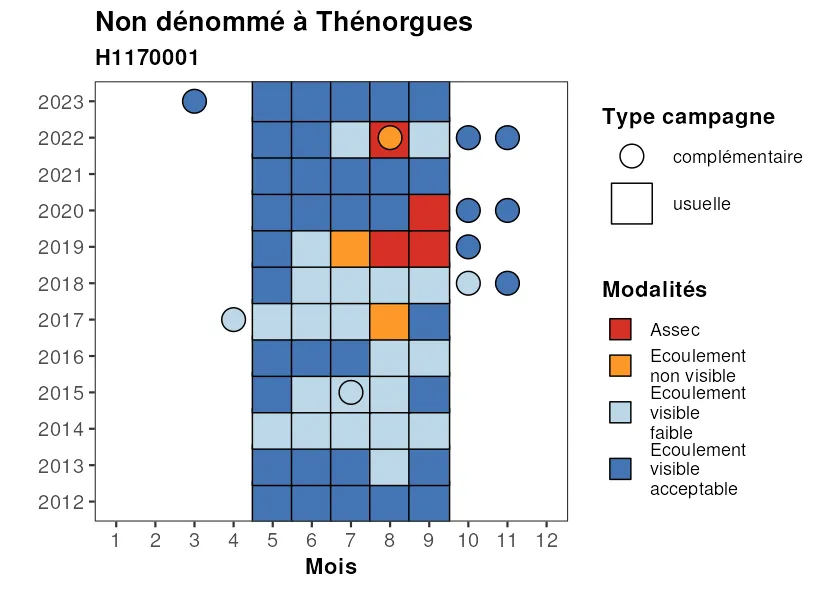 Non dénommé à Thénorgues
H1170001
2023
2022
2021
2020
2019
2018
2017
2016
2015
2014
2013
2012
1 2 3 4 5 6 7 8 9 10 11 12
Mois
Type campagne
complémentaire
usuelle
Modalités
Assec
Ecoulement
non visible
Ecoulement
visible
faible
Ecoulement
visible
acceptable